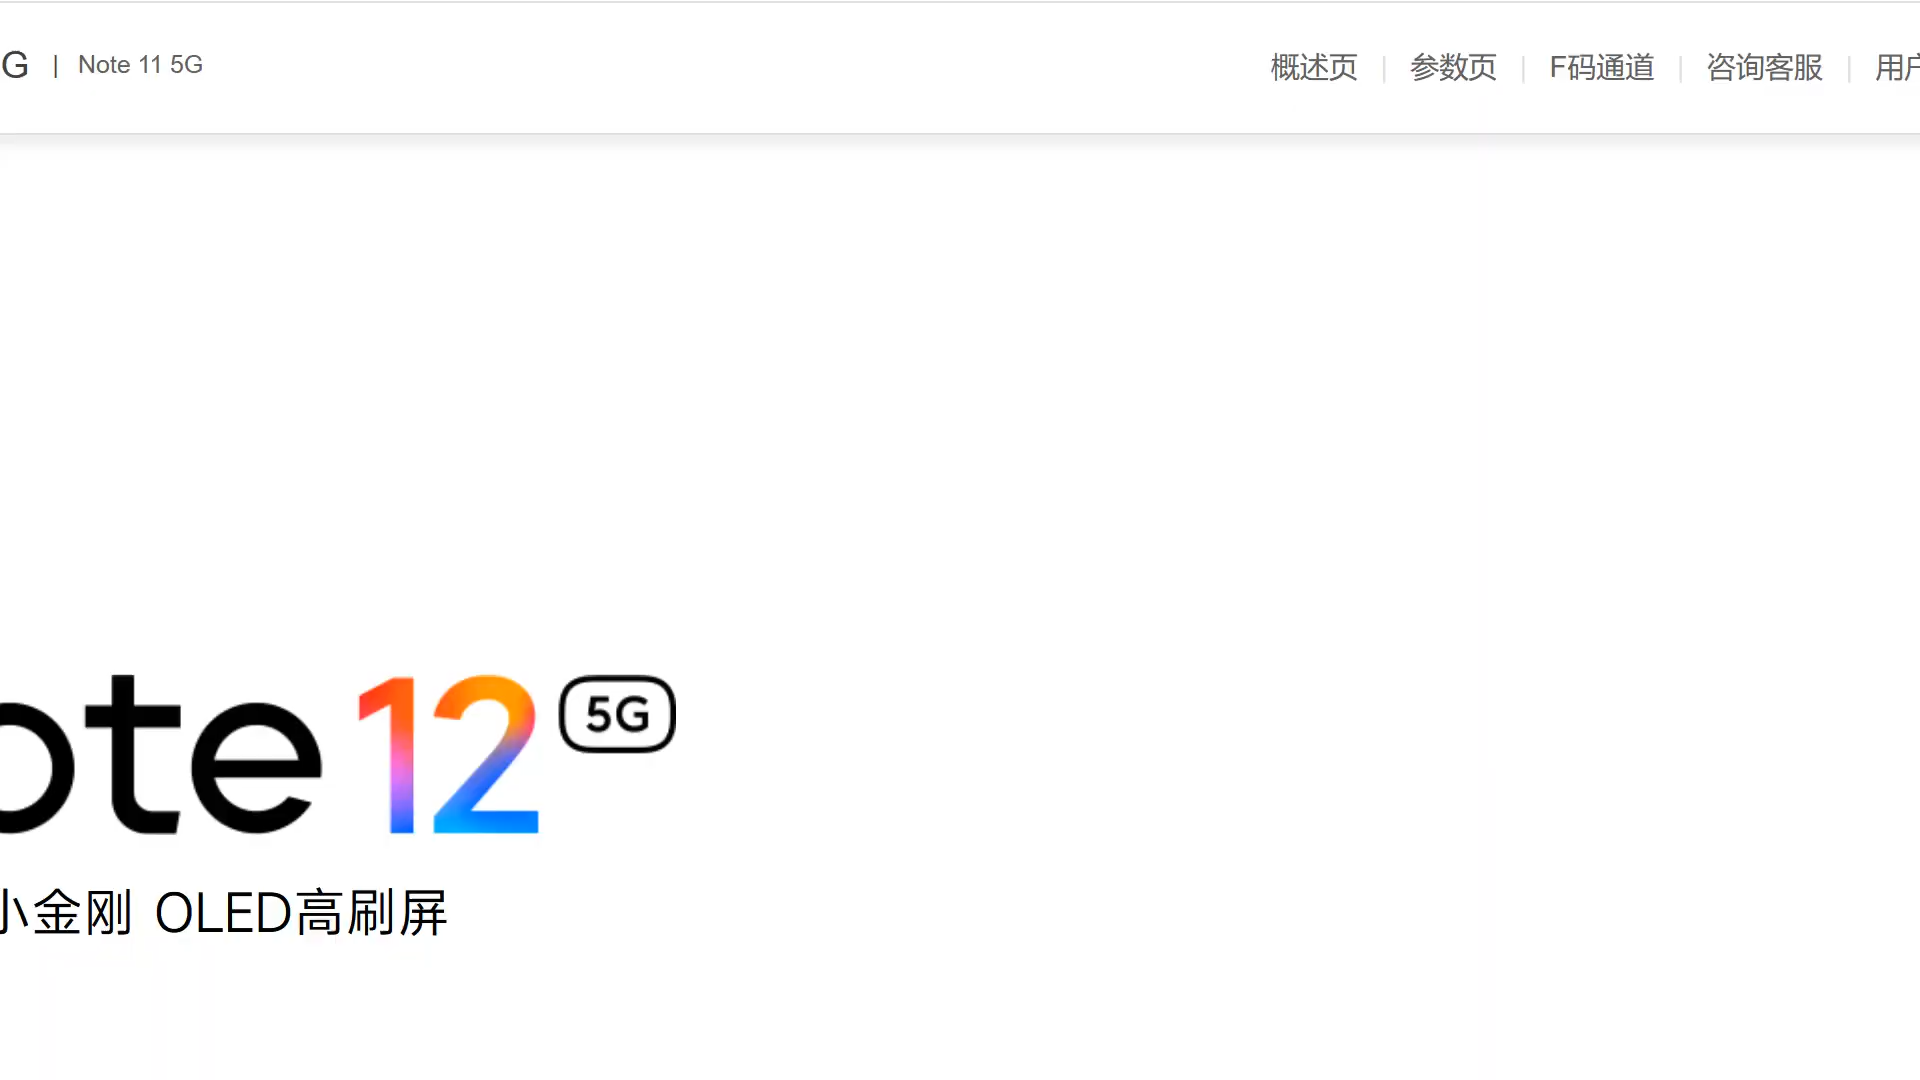 G | Note 11 5G
概述页 | 参数页 | F码通道 | 咨询客服 | 用户
ote 12 5G
小金刚 OLED高刷屏